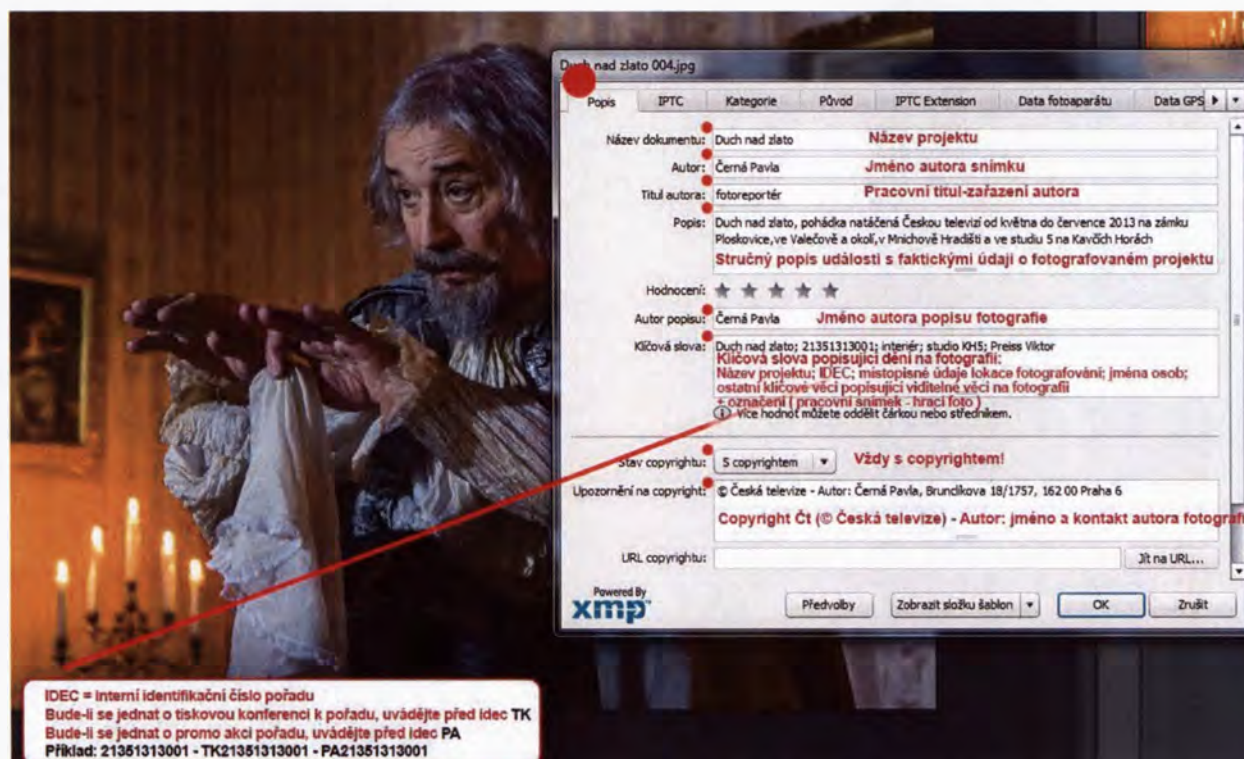 Duch nad zlato 004.jpg
Popis IPTC Kategorie Původ IPTC Extension Data fotoaparátu Data GPS
Název dokumentu: Duch nad zlato Název projektu
Autor: Černá Pavla Jméno autora snímku
Titul autora: fotoreportér Pracovní titul-zařazení autora
Popis: Duch nad zlato, pohádka natáčená Českou televizí od května do července 2013 na zámku
Ploskovice,ve Valečově a okolí,v Mnichově Hradišti a ve studiu 5 na Kavčích Horách
Stručný popis události s faktickými údaji o fotografovaném projektu
Hodnocení:
Autor popisu: Černá Pavla Jméno autora popisu fotografie
Klíčová slova: Duch nad zlato; 21351313001; interiér; studio KH5; Preiss Viktor
Klíčová slova popisující dění na fotografii:
Název projektu; IDEC; místopisné údaje lokace fotografování; jména osob;
ostatní klíčové věci popisující viditelné věci na fotografii
+ označení ( pracovní snímek - hrací foto )
Více hodnot můžete oddělit čárkou nebo středníkem.
Stav copyrightu: S copyrightem Vždy s copyrightem!
Upozornění na copyright: © Česká televize - Autor: Černá Pavla, Brunclíkova 18/1757, 162 00 Praha 6
Copyright Čt (© Česká televize) - Autor: jméno a kontakt autora fotografi
URL copyrightu: Jít na URL...
Powered By
xmp™ Předvolby Zobrazit složku šablon OK Zrušit
IDEC = Interní identifikační číslo pořadu
Bude-li se jednat o tiskovou konferenci k pořadu, uvádějte před idec TK
Bude-li se jednat o promo akci pořadu, uvádějte před idec PA
Příklad: 21351313001 - TK21351313001 - PA21351313001